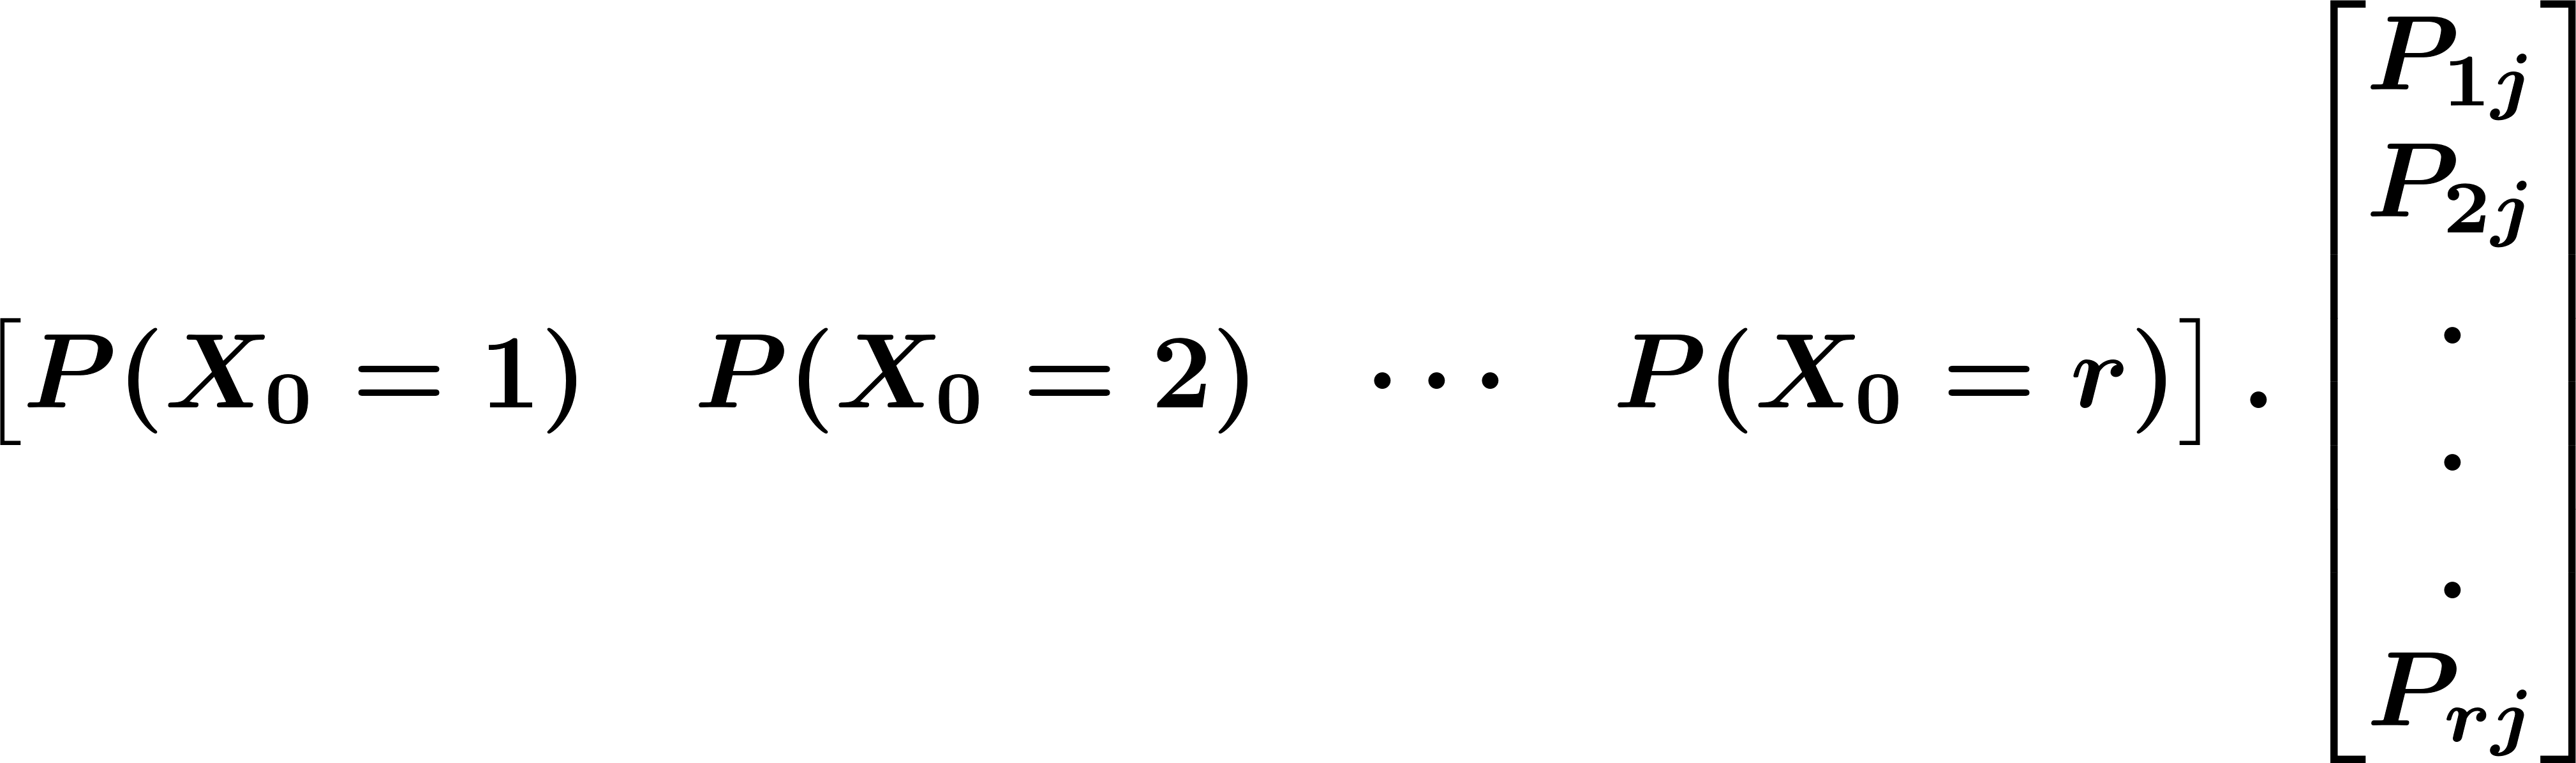 [P(X₀ = 1) P(X₀ = 2) ⋯ P(X₀ = r)] . [P₁ⱼ
P₂ⱼ
.
.
.
Pᵣⱼ]